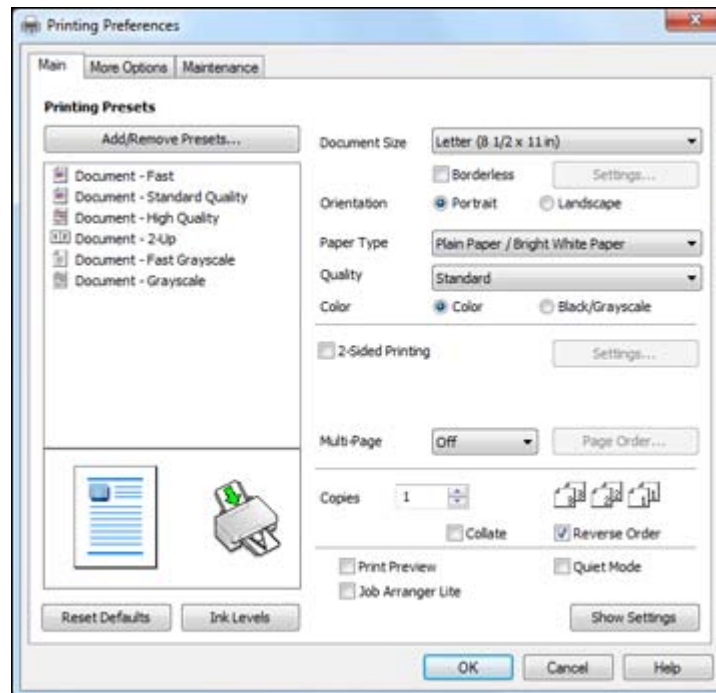 Printing Preferences
Main
More Options
Maintenance
Printing Presets
Add/Remove Presets...
Document - Fast
Document - Standard Quality
Document - High Quality
Document - 2-Up
Document - Fast Grayscale
Document - Grayscale
Reset Defaults
Ink Levels
Document Size
Letter (8 1/2 x 11 in)
Borderless
Settings...
Orientation
Portrait
Landscape
Paper Type
Plain Paper / Bright White Paper
Quality
Standard
Color
Color
Black/Grayscale
2-Sided Printing
Settings...
Multi-Page
Off
Page Order...
Copies
1
Collate
Reverse Order
Print Preview
Quiet Mode
Job Arranger Lite
Show Settings
OK
Cancel
Help